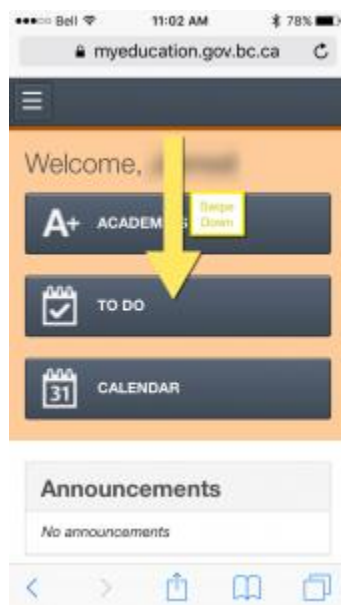 Bell 11:02 AM 78%
myeducation.gov.bc.ca
Welcome,
A+ ACADEMICS
Swipe
Down
TO DO
31 CALENDAR
Announcements
No announcements